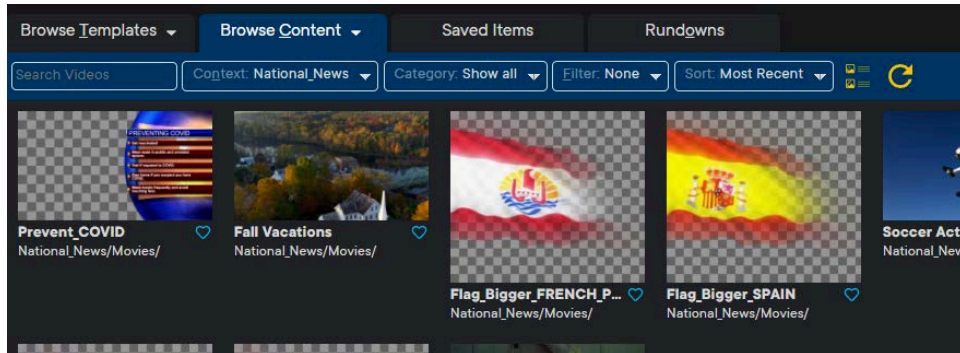 Browse Templates
Browse Content
Saved Items
Rundowns
Search Videos
Context: National_News
Category: Show all
Filter: None
Sort: Most Recent
PREVENTING COVID
Prevent_COVID
National_News/Movies/
Fall Vacations
National_News/Movies/
Flag_Bigger_FRENCH_P...
National_News/Movies/
Flag_Bigger_SPAIN
National_News/Movies/
Soccer Act
National_New